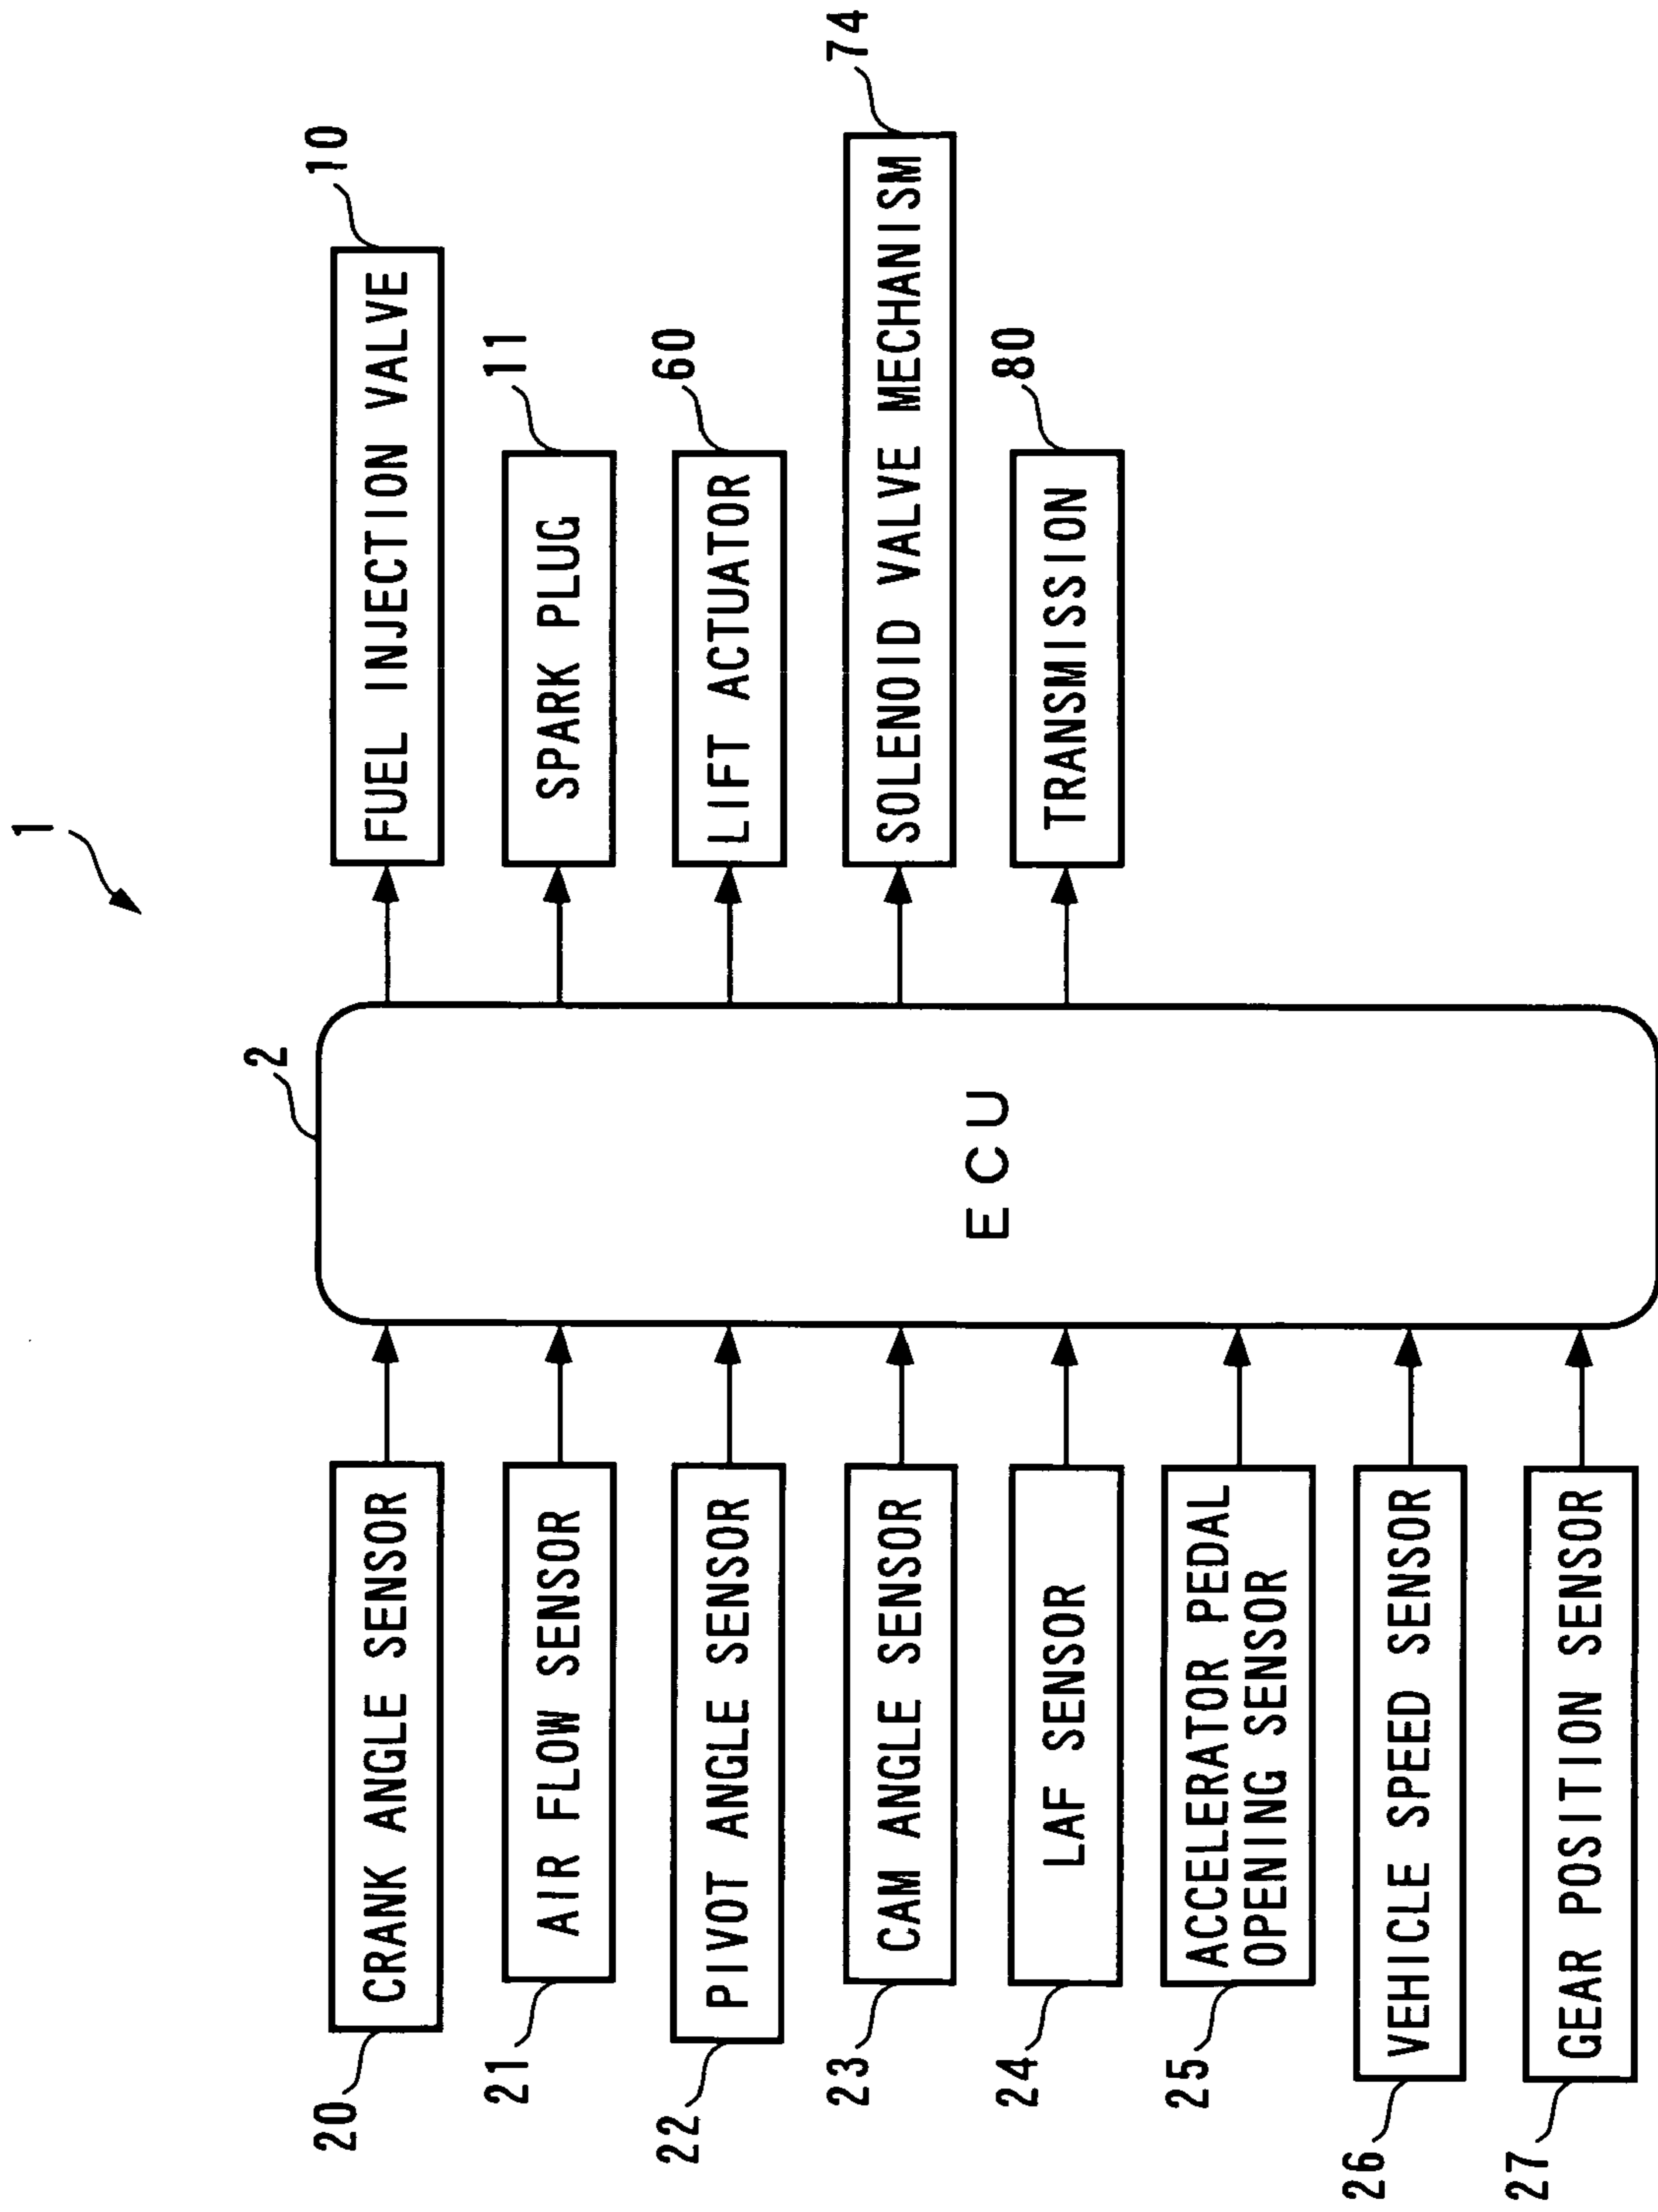 1
2
20
CRANK ANGLE SENSOR
21
AIR FLOW SENSOR
22
PIVOT ANGLE SENSOR
23
CAM ANGLE SENSOR
24
LAF SENSOR
25
ACCELERATOR PEDAL
OPENING SENSOR
26
VEHICLE SPEED SENSOR
27
GEAR POSITION SENSOR
ECU
FUEL INJECTION VALVE
10
SPARK PLUG
11
LIFT ACTUATOR
60
SOLENOID VALVE MECHANISM
74
TRANSMISSION
80